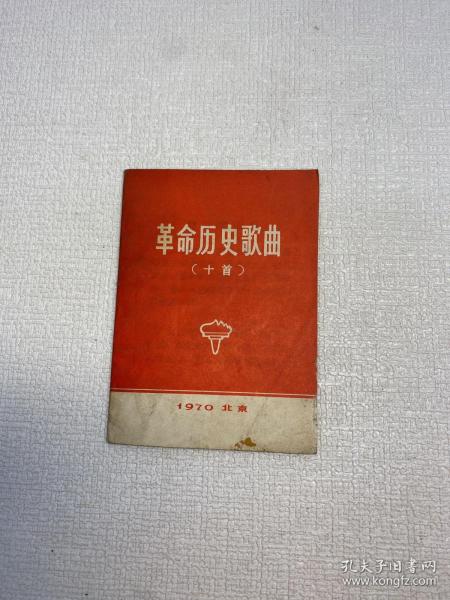 革命历史歌曲
（十首）
1970 北京
孔夫子旧书网
www.kongfz.com